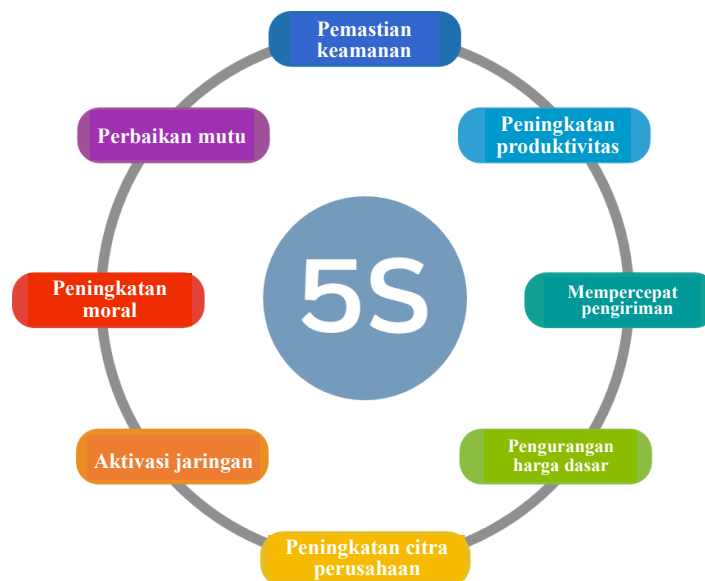 Pemastian
keamanan
Peningkatan
produktivitas
Mempercepat
pengiriman
Pengurangan
harga dasar
Peningkatan citra
perusahaan
Aktivasi jaringan
Peningkatan
moral
Perbaikan mutu
5S